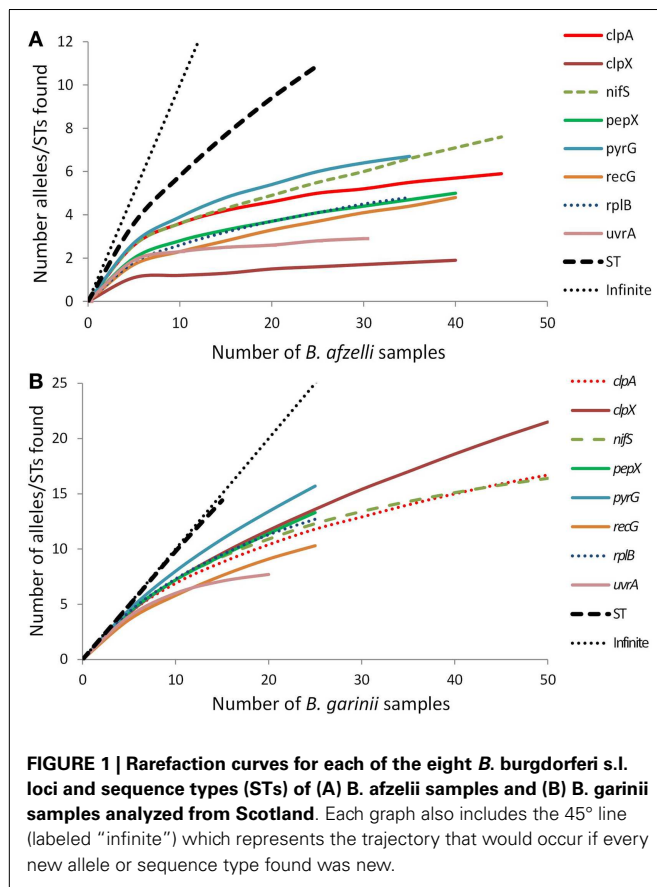 A
12
10
8
6
4
2
0
Number alleles/STs found
0 10 20 30 40 50
Number of B. afzelli samples
clpA
clpX
nifS
pepX
pyrG
recG
rplB
uvrA
ST
Infinite
B
25
20
15
10
5
0
Number of alleles/STs found
0 10 20 30 40 50
Number of B. garinii samples
clpA
clpX
nifS
pepX
pyrG
recG
rplB
uvrA
ST
Infinite
FIGURE 1 | Rarefaction curves for each of the eight B. burgdorferi s.l.
loci and sequence types (STs) of (A) B. afzelii samples and (B) B. garinii
samples analyzed from Scotland. Each graph also includes the 45° line
(labeled “infinite”) which represents the trajectory that would occur if every
new allele or sequence type found was new.